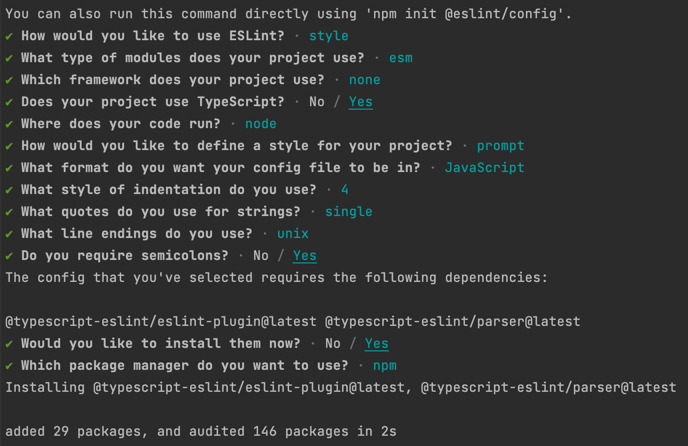 You can also run this command directly using 'npm init @eslint/config'.
✔ How would you like to use ESLint? · style
✔ What type of modules does your project use? · esm
✔ Which framework does your project use? · none
✔ Does your project use TypeScript? · No / Yes
✔ Where does your code run? · node
✔ How would you like to define a style for your project? · prompt
✔ What format do you want your config file to be in? · JavaScript
✔ What style of indentation do you use? · 4
✔ What quotes do you use for strings? · single
✔ What line endings do you use? · unix
✔ Do you require semicolons? · No / Yes
The config that you've selected requires the following dependencies:
@typescript-eslint/eslint-plugin@latest @typescript-eslint/parser@latest
✔ Would you like to install them now? · No / Yes
✔ Which package manager do you want to use? · npm
Installing @typescript-eslint/eslint-plugin@latest, @typescript-eslint/parser@latest
added 29 packages, and audited 146 packages in 2s